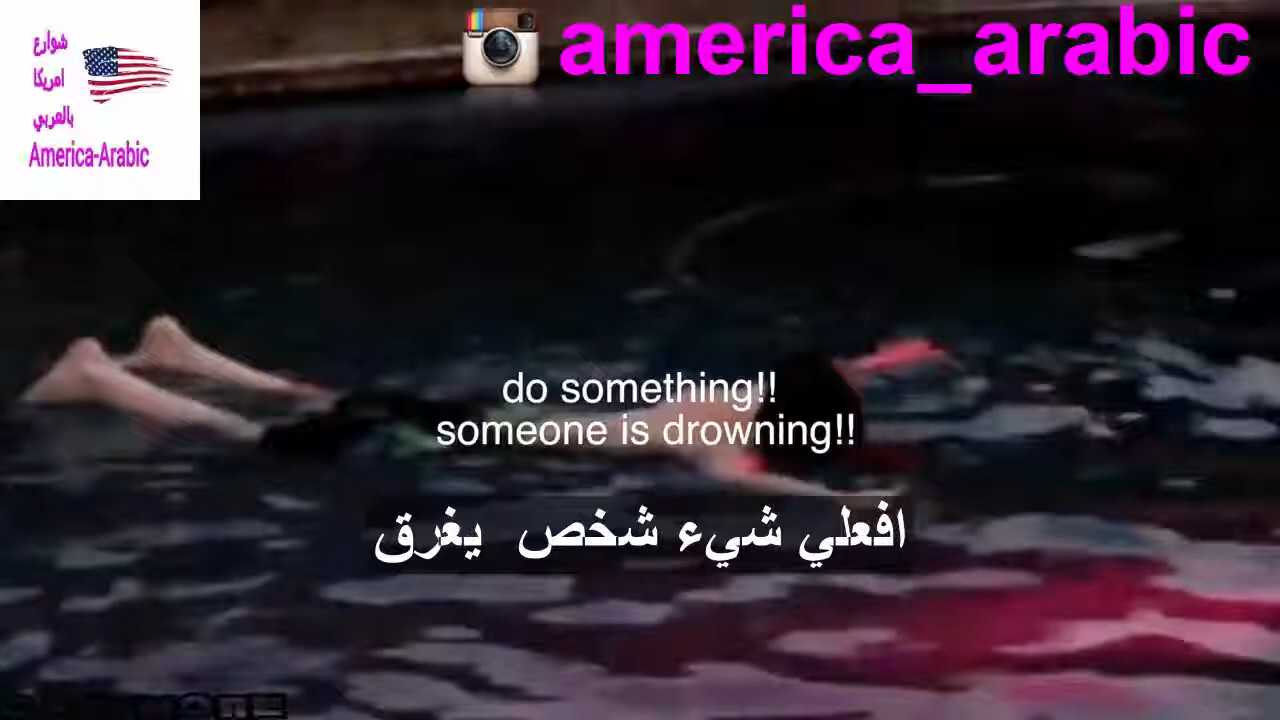 america_arabic
شوارع
امريكا
بالعربي
America-Arabic
do something!!
someone is drowning!!
افعلي شيء شخص يغرق